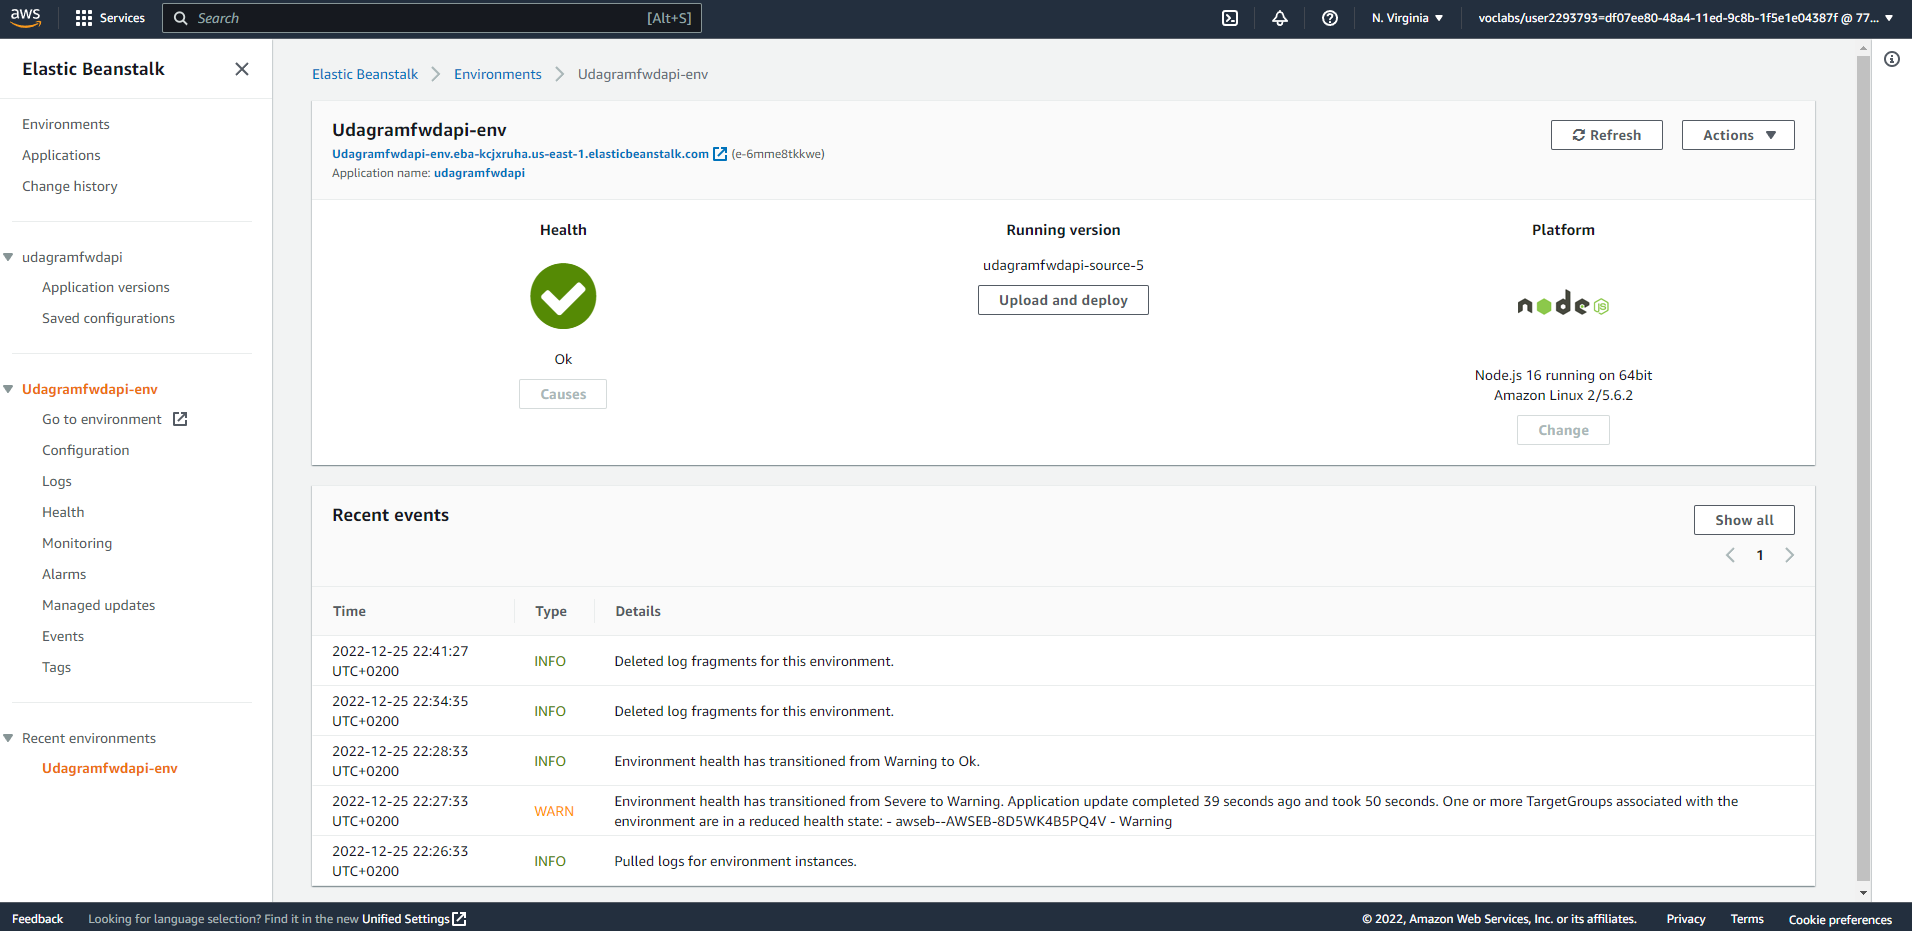 aws
Services
Search
[Alt+S]
N. Virginia
voclabs/user2293793=df07ee80-48a4-11ed-9c8b-1f5e1e04387f @ 77...
Elastic Beanstalk
Environments
Applications
Change history
udagramfwdapi
Application versions
Saved configurations
Udagramfwdapi-env
Go to environment
Configuration
Logs
Health
Monitoring
Alarms
Managed updates
Events
Tags
Recent environments
Udagramfwdapi-env
Elastic Beanstalk
Environments
Udagramfwdapi-env
Udagramfwdapi-env
Udagramfwdapi-env.eba-kcjxruha.us-east-1.elasticbeanstalk.com (e-6mme8tkkwe)
Application name: udagramfwdapi
Refresh
Actions
Health
Ok
Causes
Running version
udagramfwdapi-source-5
Upload and deploy
Platform
node JS
Node.js 16 running on 64bit
Amazon Linux 2/5.6.2
Change
Recent events
Show all
1
Time Type Details
2022-12-25 22:41:27
UTC+0200
INFO
Deleted log fragments for this environment.
2022-12-25 22:34:35
UTC+0200
INFO
Deleted log fragments for this environment.
2022-12-25 22:28:33
UTC+0200
INFO
Environment health has transitioned from Warning to Ok.
2022-12-25 22:27:33
UTC+0200
WARN
Environment health has transitioned from Severe to Warning. Application update completed 39 seconds ago and took 50 seconds. One or more TargetGroups associated with the
environment are in a reduced health state: - awseb--AWSEB-8D5WK4B5PQ4V - Warning
2022-12-25 22:26:33
UTC+0200
INFO
Pulled logs for environment instances.
Feedback
Looking for language selection? Find it in the new Unified Settings
© 2022, Amazon Web Services, Inc. or its affiliates.
Privacy
Terms
Cookie preferences